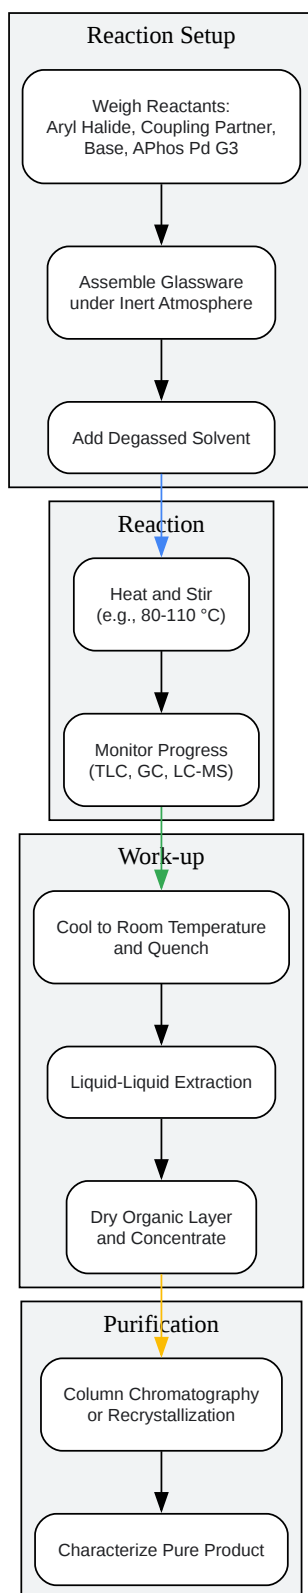 Reaction Setup
Weigh Reactants:
Aryl Halide, Coupling Partner,
Base, APhos Pd G3
Assemble Glassware
under Inert Atmosphere
Add Degassed Solvent
Reaction
Heat and Stir
(e.g., 80-110 °C)
Monitor Progress
(TLC, GC, LC-MS)
Work-up
Cool to Room Temperature
and Quench
Liquid-Liquid Extraction
Dry Organic Layer
and Concentrate
Purification
Column Chromatography
or Recrystallization
Characterize Pure Product